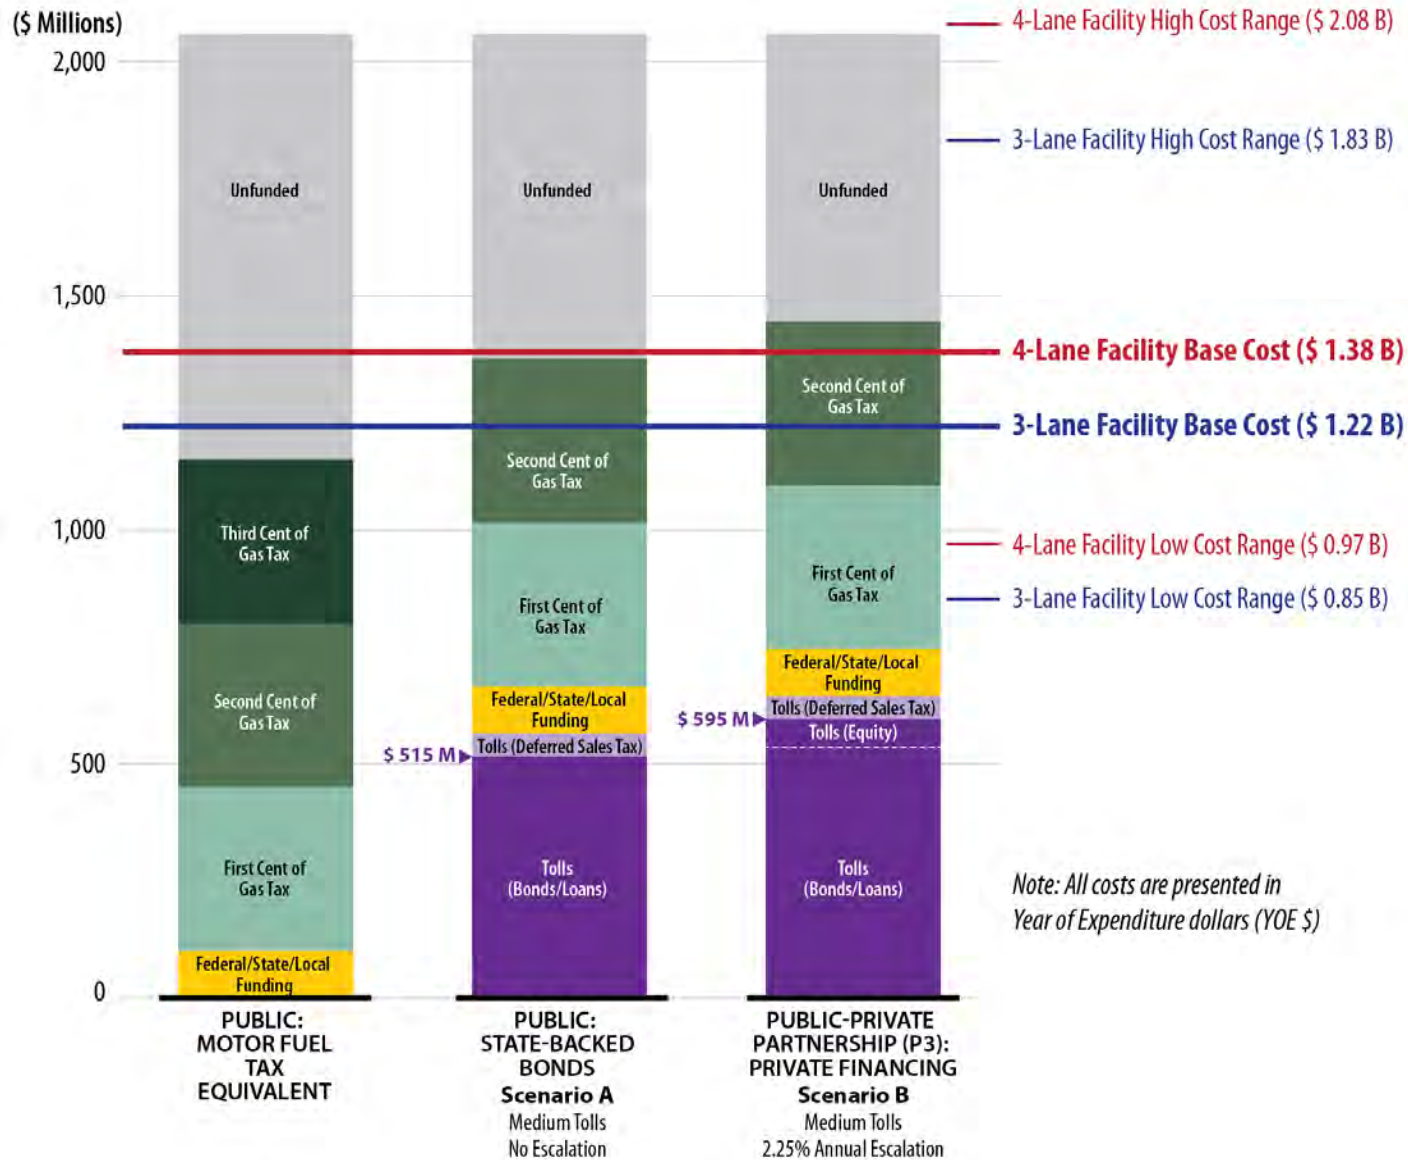 ($ Millions)
2,000
1,500
1,000
500
0
Unfunded
Third Cent of
Gas Tax
Second Cent of
Gas Tax
First Cent of
Gas Tax
Federal/State/Local
Funding
PUBLIC:
MOTOR FUEL
TAX
EQUIVALENT
Unfunded
Second Cent of
Gas Tax
First Cent of
Gas Tax
Federal/State/Local
Funding
Tolls (Deferred Sales Tax)
$ 515 M
Tolls
(Bonds/Loans)
PUBLIC:
STATE-BACKED
BONDS
Scenario A
Medium Tolls
No Escalation
Unfunded
Second Cent of
Gas Tax
First Cent of
Gas Tax
Federal/State/Local
Funding
Tolls (Deferred Sales Tax)
$ 595 M
Tolls (Equity)
Tolls
(Bonds/Loans)
PUBLIC-PRIVATE
PARTNERSHIP (P3):
PRIVATE FINANCING
Scenario B
Medium Tolls
2.25% Annual Escalation
4-Lane Facility High Cost Range ($ 2.08 B)
3-Lane Facility High Cost Range ($ 1.83 B)
4-Lane Facility Base Cost ($ 1.38 B)
3-Lane Facility Base Cost ($ 1.22 B)
4-Lane Facility Low Cost Range ($ 0.97 B)
3-Lane Facility Low Cost Range ($ 0.85 B)
Note: All costs are presented in
Year of Expenditure dollars (YOE $)